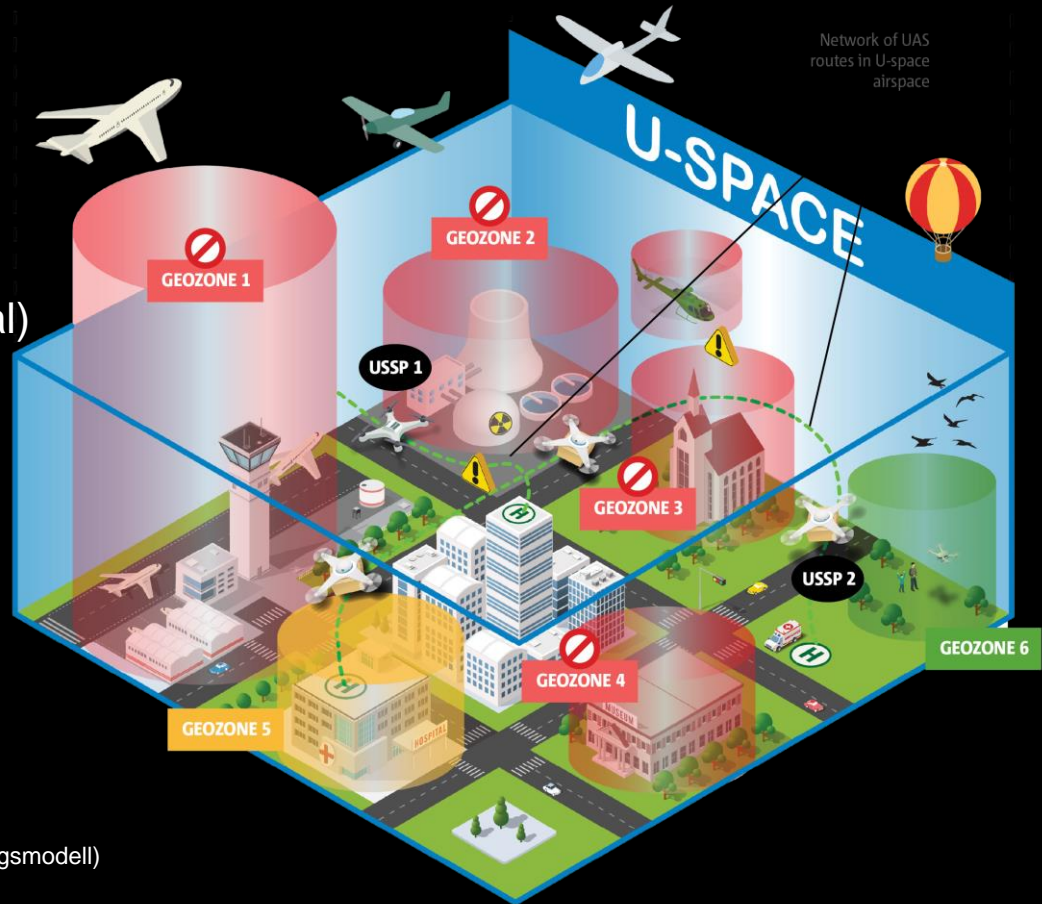 Network of UAS
routes in U-space
airspace
U-SPACE
GEOZONE 1
GEOZONE 2
al)
USSP 1
GEOZONE 3
USSP 2
GEOZONE 6
GEOZONE 4
MUSEUM
GEOZONE 5
HOSPITAL
H
H
H
gsmodell)